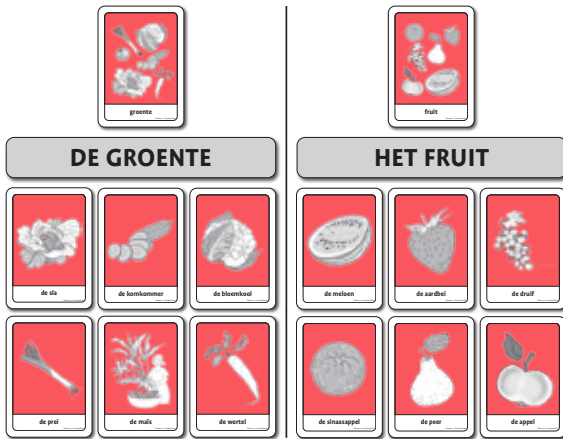 groente
fruit
DE GROENTE
HET FRUIT
de sla
de komkommer
de bloemkool
de meloen
de aardbei
de druif
de prei
de maïs
de wortel
de sinaasappel
de peer
de appel